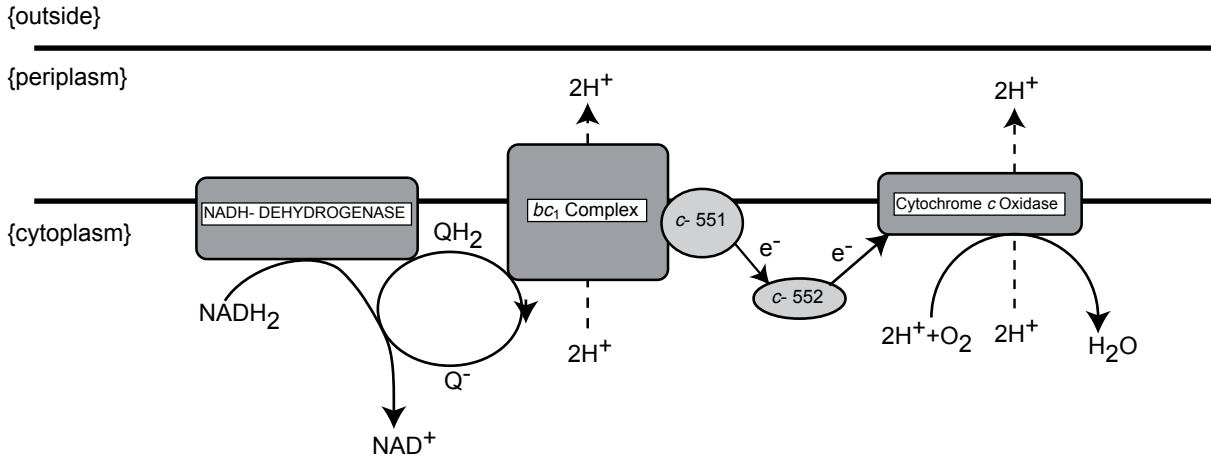 {outside}
{periplasm}
2H⁺
2H⁺
NADH- DEHYDROGENASE
bc₁ Complex
c- 551
Cytochrome c Oxidase
{cytoplasm}
QH₂
e⁻
e⁻
NADH₂
c- 552
2H⁺
2H⁺+O₂
2H⁺
H₂O
Q⁻
NAD⁺